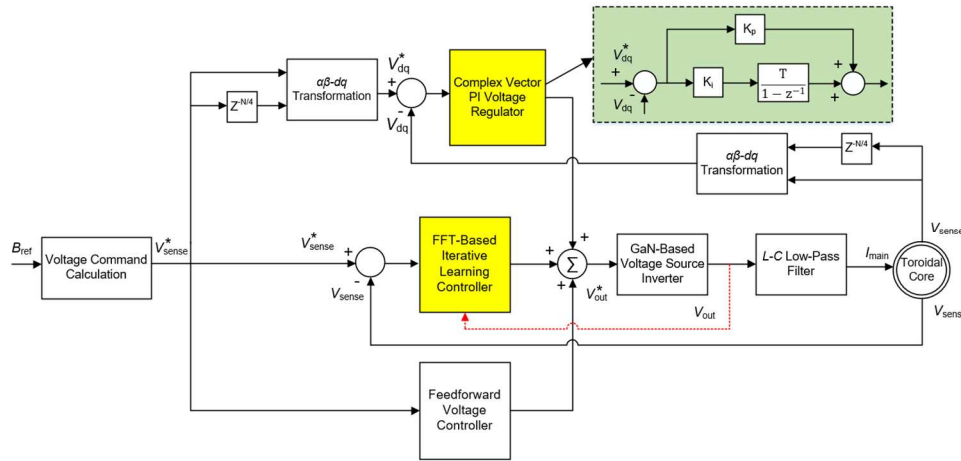 V*dq
+
-
Vdq
Kp
Ki
T
1 − z⁻¹
+
+
αβ-dq
Transformation
Z-N/4
V*dq
+
-
Vdq
Complex Vector
PI Voltage
Regulator
αβ-dq
Transformation
Z-N/4
Vsense
Bref
Voltage Command
Calculation
V*sense
V*sense
+
-
Vsense
FFT-Based
Iterative
Learning
Controller
+
+
+
Σ
V*out
GaN-Based
Voltage Source
Inverter
Vout
L-C Low-Pass
Filter
Imain
Toroidal
Core
Vsens
Feedforward
Voltage
Controller